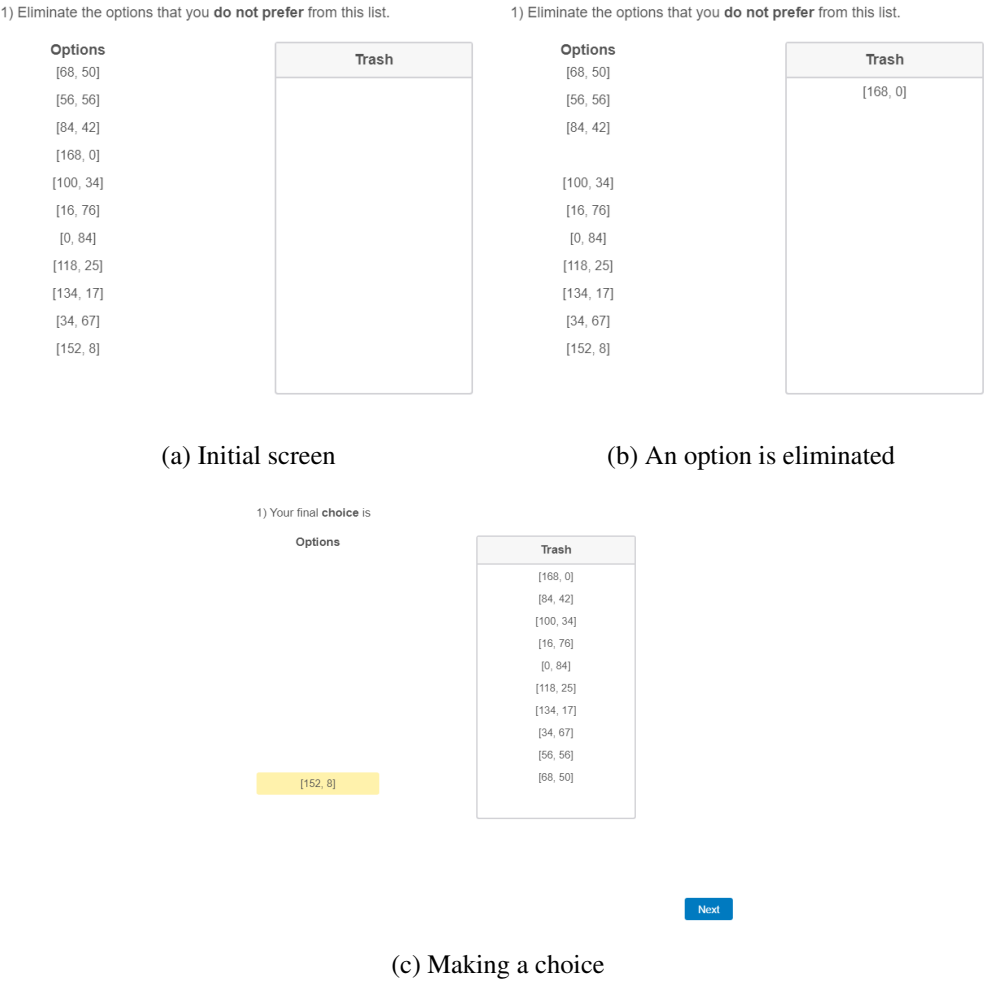 1) Eliminate the options that you do not prefer from this list.
Options
[68, 50]
[56, 56]
[84, 42]
[168, 0]
[100, 34]
[16, 76]
[0, 84]
[118, 25]
[134, 17]
[34, 67]
[152, 8]
Trash
(a) Initial screen
1) Eliminate the options that you do not prefer from this list.
Options
[68, 50]
[56, 56]
[84, 42]
[100, 34]
[16, 76]
[0, 84]
[118, 25]
[134, 17]
[34, 67]
[152, 8]
Trash
[168, 0]
(b) An option is eliminated
1) Your final choice is
Options
[152, 8]
Trash
[168, 0]
[84, 42]
[100, 34]
[16, 76]
[0, 84]
[118, 25]
[134, 17]
[34, 67]
[56, 56]
[68, 50]
Next
(c) Making a choice